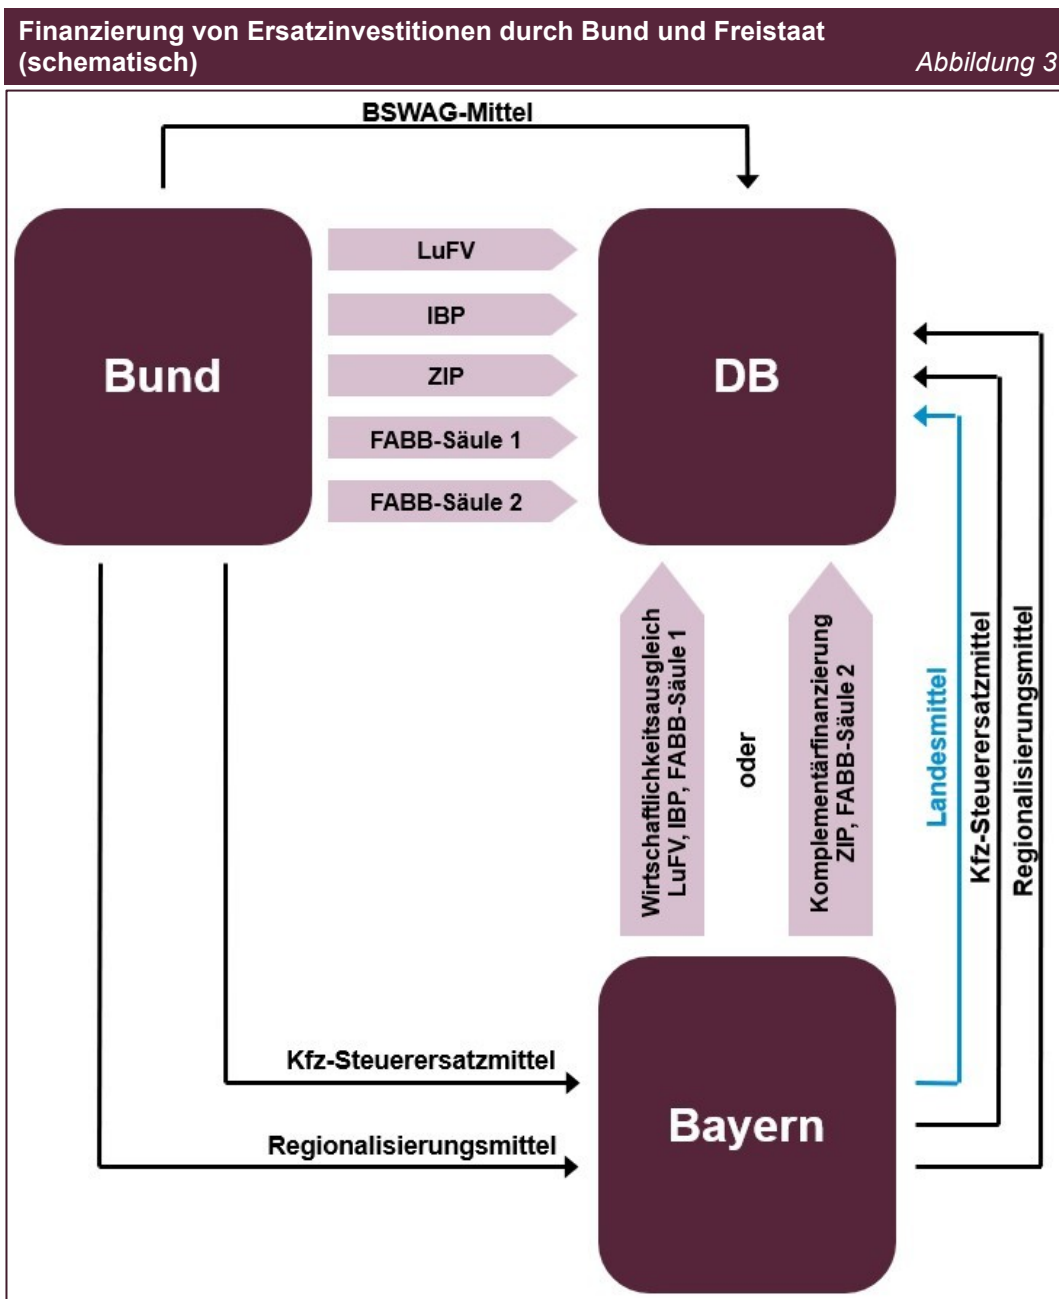 Finanzierung von Ersatzinvestitionen durch Bund und Freistaat
(schematisch)
Abbildung 3
BSWAG-Mittel
Bund
LuFV
IBP
ZIP
FABB-Säule 1
FABB-Säule 2
DB
Wirtschaftlichkeitsausgleich
LuFV, IBP, FABB-Säule 1
oder
Komplementärfinanzierung
ZIP, FABB-Säule 2
Landesmittel
Kfz-Steuerersatzmittel
Regionalisierungsmittel
Kfz-Steuerersatzmittel
Regionalisierungsmittel
Bayern